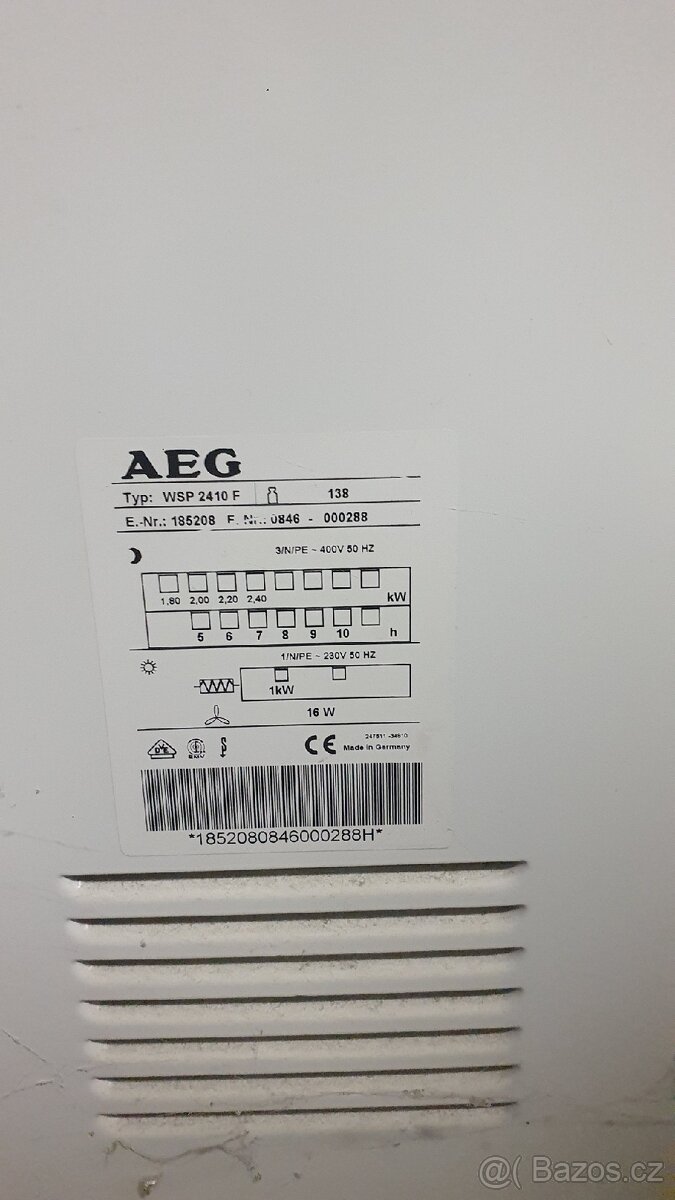 AEG
Typ: WSP 2410 F 138
E.-Nr.: 185208 F. Nr.: 0846 - 000288
3/N/PE ~ 400V 50 HZ
1,80 2,00 2,20 2,40 kW
5 6 7 8 9 10 h
1/N/PE ~ 230V 50 HZ
1kW
16 W
CE Made in Germany
*1852080846000288H*
@( Bazos.cz